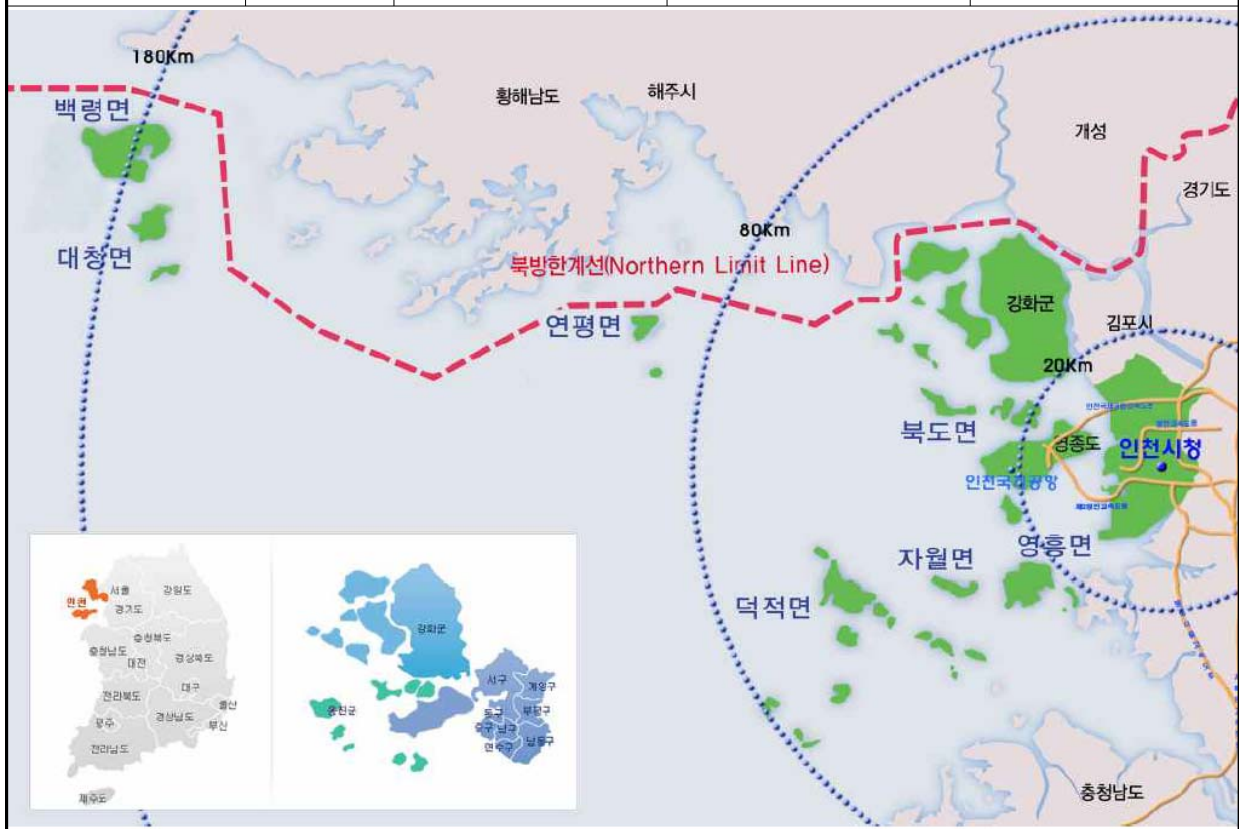 180Km
백령면
황해남도
해주시
개성
경기도
대청면
80Km
북방한계선(Northern Limit Line)
연평면
강화군
김포시
20Km
북도면
영종도
인천시청
인천국제공항
자월면
영흥면
덕적면
충청남도
인천
서울
강원도
경기도
충청북도
충청남도
대전
경상북도
전라북도
대구
울산
광주
경상남도
부산
전라남도
제주도
강화군
옹진군
서구
계양구
동구
부평구
중구
남구
연수구
남동구